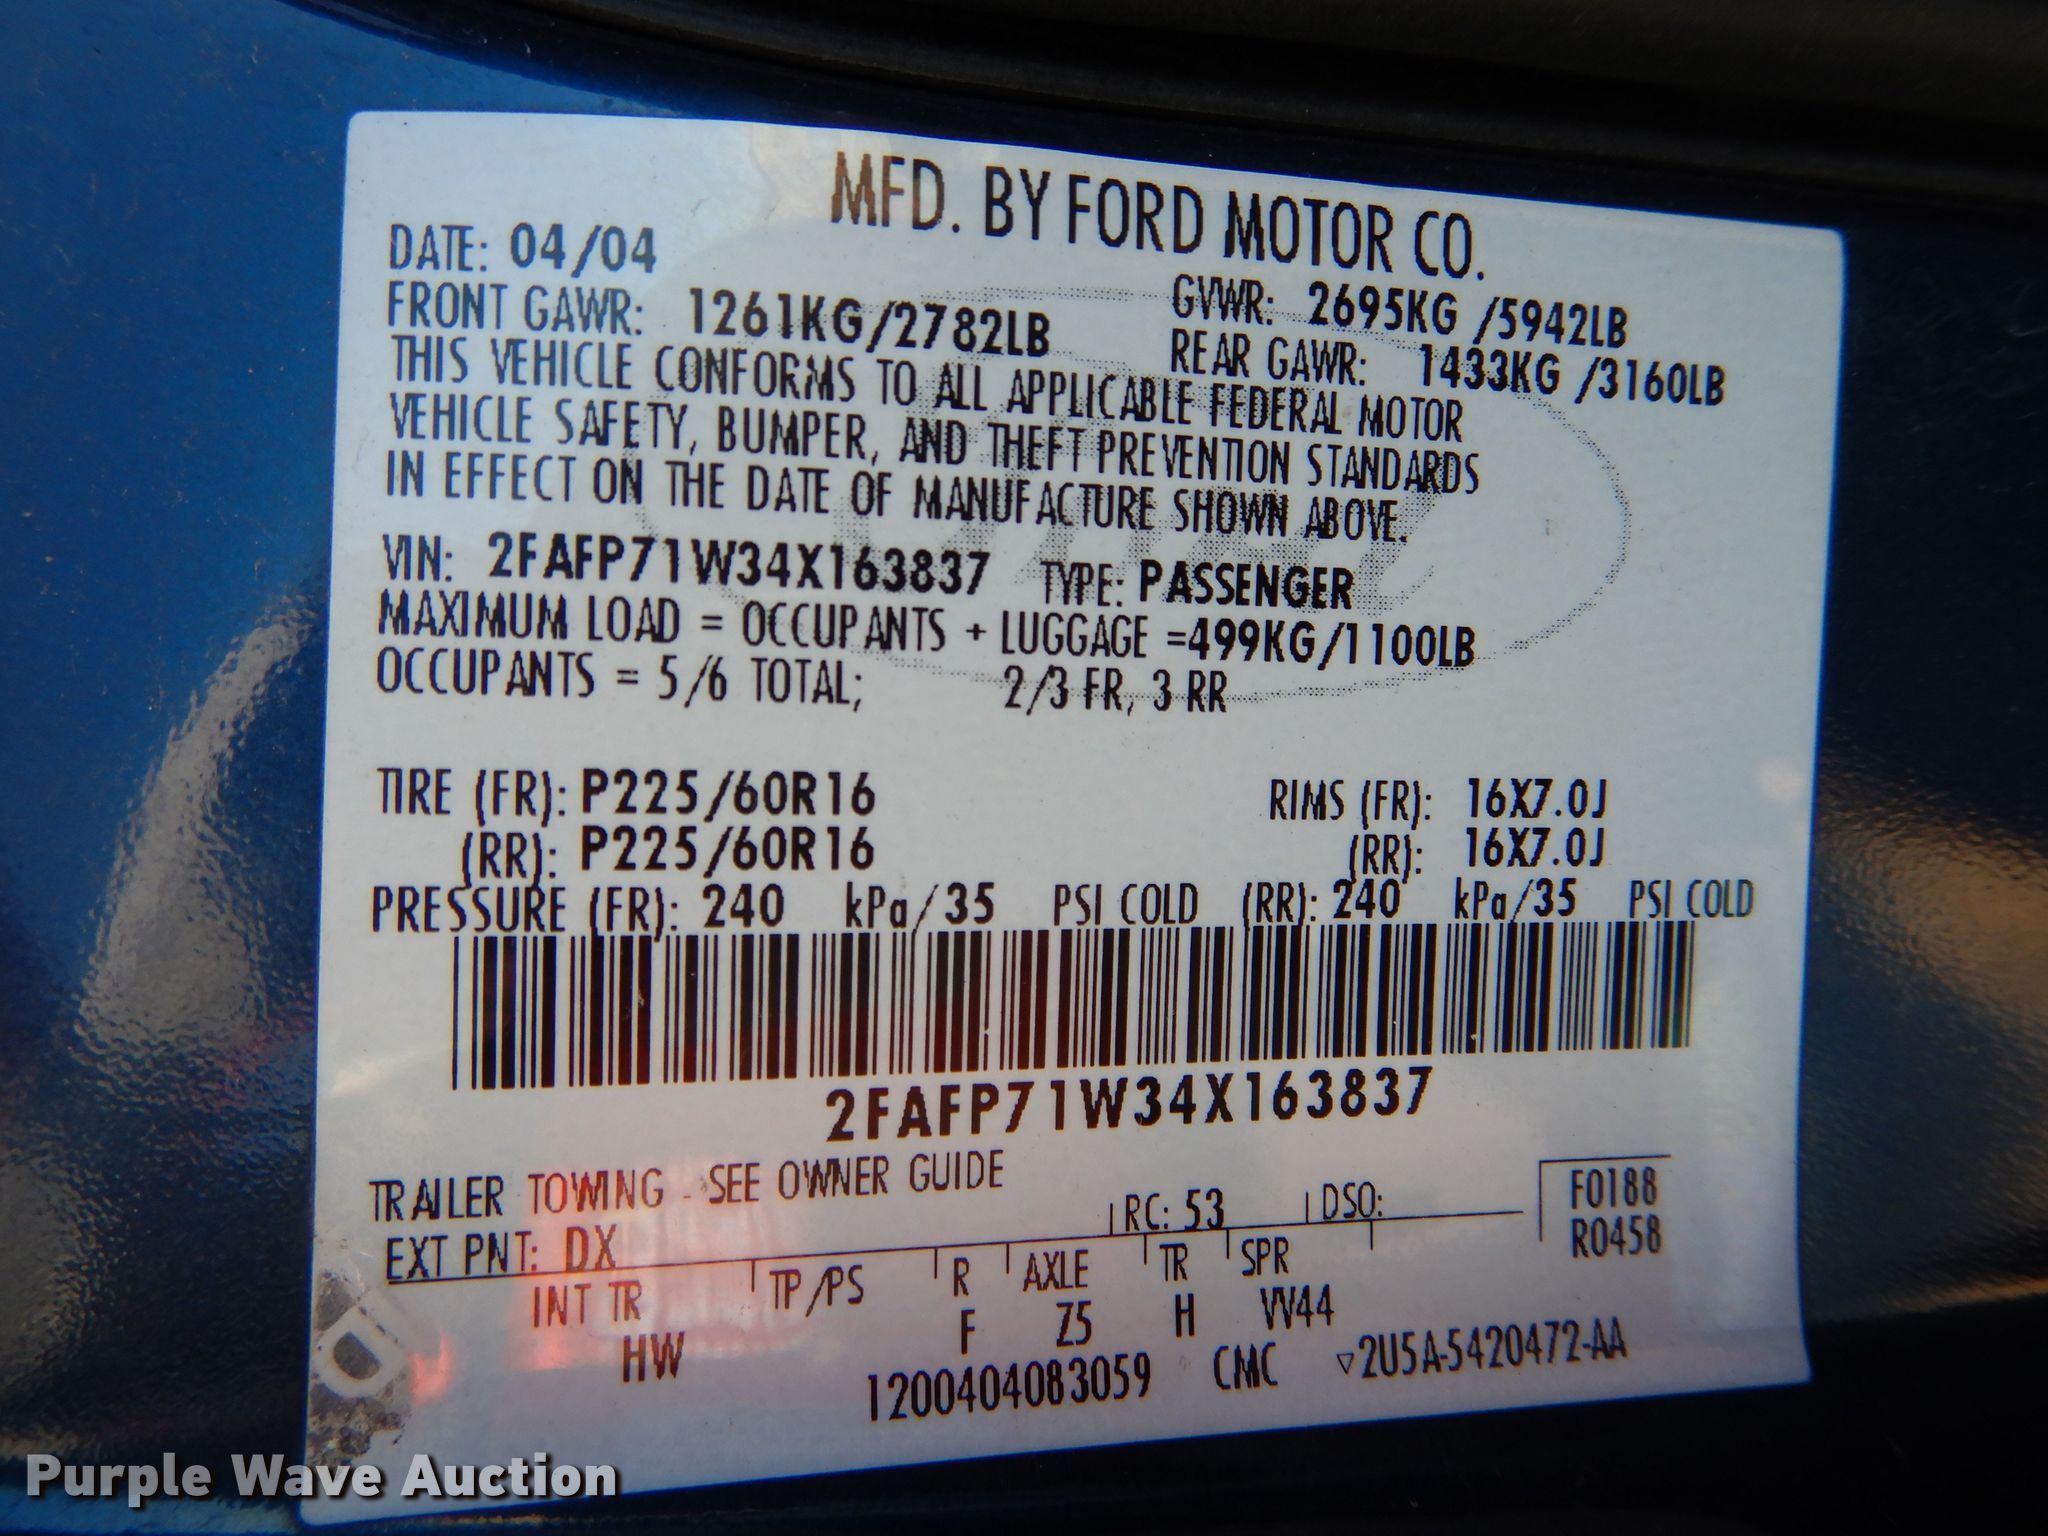 MFD. BY FORD MOTOR CO.
DATE: 04/04
GVWR: 2695KG /5942LB
FRONT GAWR: 1261KG/2782LB
REAR GAWR: 1433KG /3160LB
THIS VEHICLE CONFORMS TO ALL APPLICABLE FEDERAL MOTOR
VEHICLE SAFETY, BUMPER, AND THEFT PREVENTION STANDARDS
IN EFFECT ON THE DATE OF MANUFACTURE SHOWN ABOVE.
VIN: 2FAFP71W34X163837 TYPE: PASSENGER
MAXIMUM LOAD = OCCUPANTS + LUGGAGE =499KG/1100LB
OCCUPANTS = 5/6 TOTAL; 2/3 FR, 3 RR
TIRE (FR): P225/60R16 RIMS (FR): 16X7.0J
(RR): P225/60R16 (RR): 16X7.0J
PRESSURE (FR): 240 kPa/35 PSI COLD (RR): 240 kPa/35 PSI COLD
2FAFP71W34X163837
TRAILER TOWING - SEE OWNER GUIDE
EXT PNT: DX RC: 53 DSO: F0188
R0458
INT TR TP/PS R AXLE TR SPR
HW F Z5 H VV44
1200404083059 CMC ▿2U5A-5420472-AA
D
Purple Wave Auction